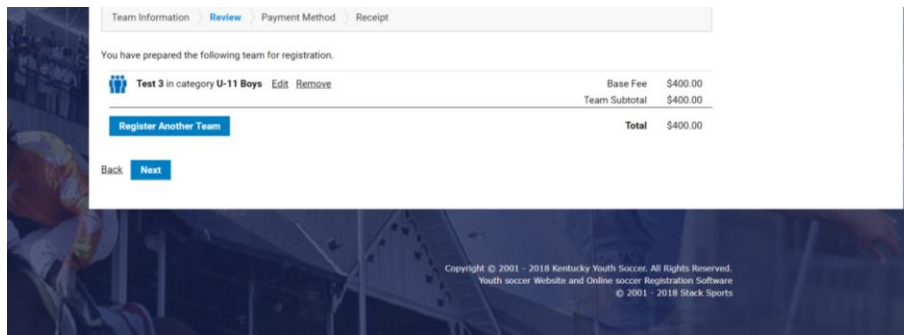 Team Information Review Payment Method Receipt
You have prepared the following team for registration.
Test 3 in category U-11 Boys Edit Remove Base Fee $400.00
Team Subtotal $400.00
Register Another Team Total $400.00
Back Next
Copyright © 2001 - 2018 Kentucky Youth Soccer. All Rights Reserved.
Youth soccer Website and Online soccer Registration Software
© 2001 - 2018 Stack Sports